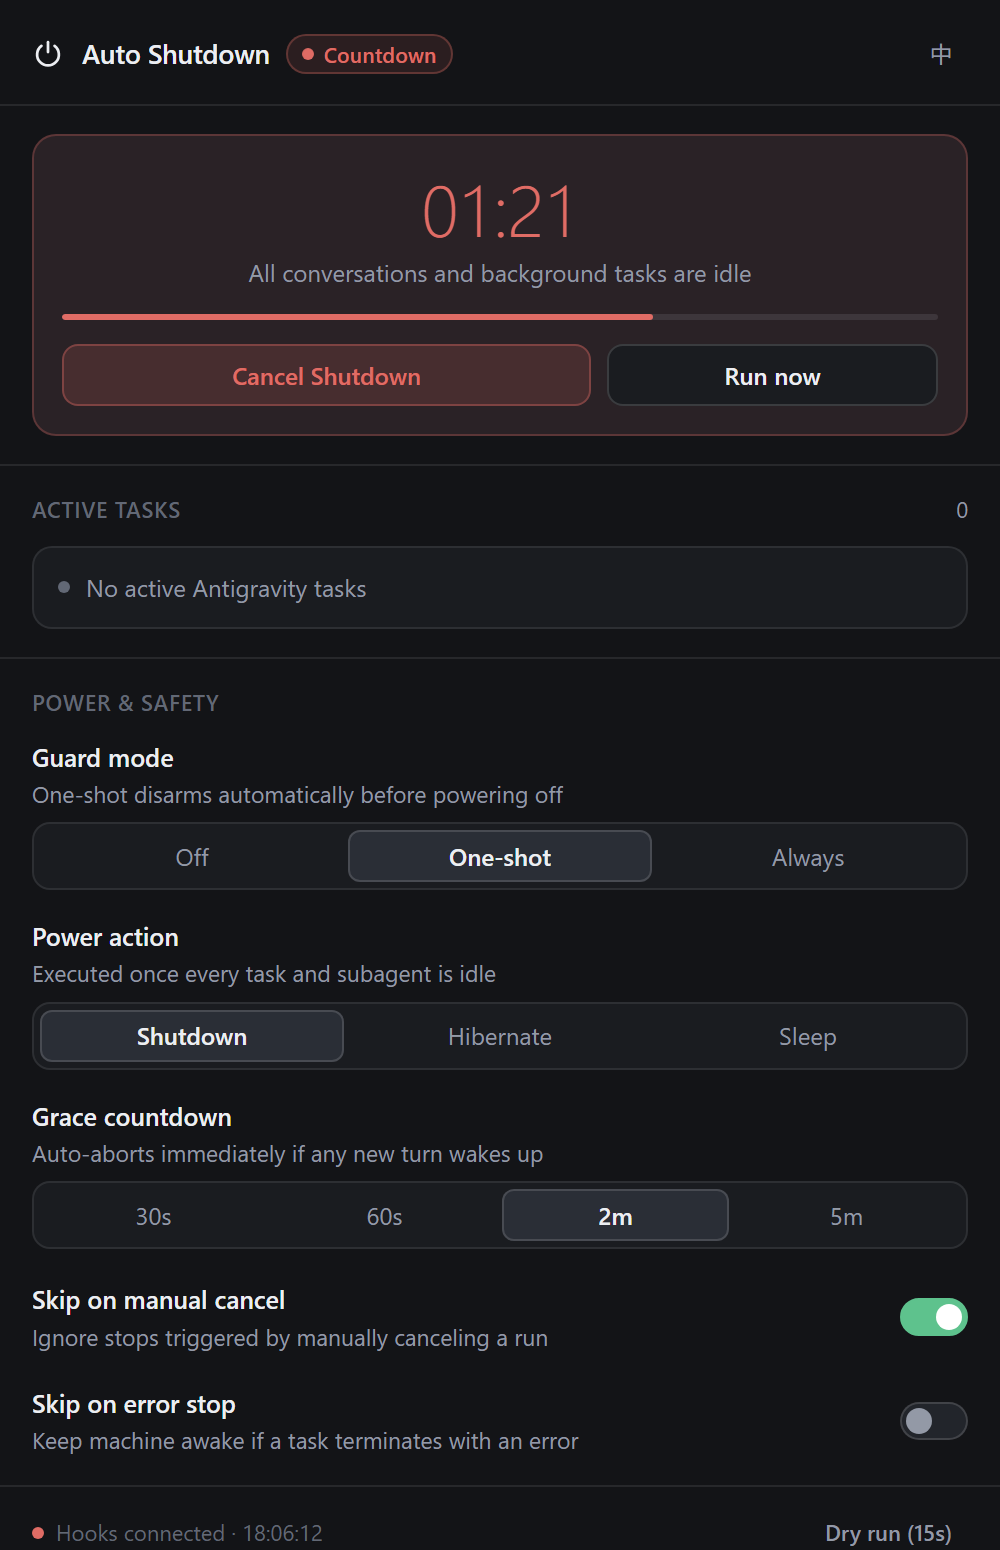 Auto Shutdown
Countdown
中
01:21
All conversations and background tasks are idle
Cancel Shutdown
Run now
ACTIVE TASKS
0
No active Antigravity tasks
POWER & SAFETY
Guard mode
One-shot disarms automatically before powering off
Off
One-shot
Always
Power action
Executed once every task and subagent is idle
Shutdown
Hibernate
Sleep
Grace countdown
Auto-aborts immediately if any new turn wakes up
30s
60s
2m
5m
Skip on manual cancel
Ignore stops triggered by manually canceling a run
Skip on error stop
Keep machine awake if a task terminates with an error
Hooks connected · 18:06:12
Dry run (15s)